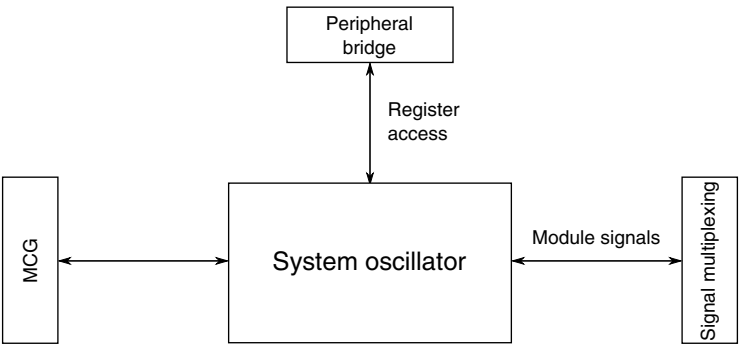 Peripheral
bridge
Register
access
MCG
System oscillator
Module signals
Signal multiplexing